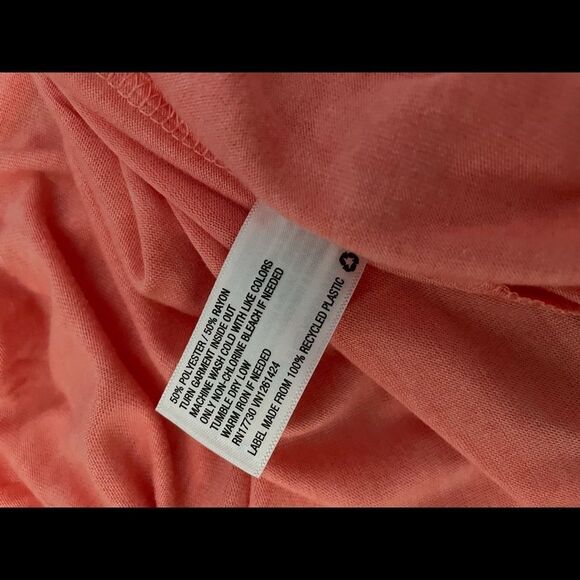 50% POLYESTER / 50% RAYON
TURN GARMENT INSIDE OUT
MACHINE WASH COLD WITH LIKE COLORS
ONLY NON-CHLORINE BLEACH IF NEEDED
TUMBLE DRY LOW
WARM IRON IF NEEDED
RN17730 VN1261424
LABEL MADE FROM 100% RECYCLED PLASTIC